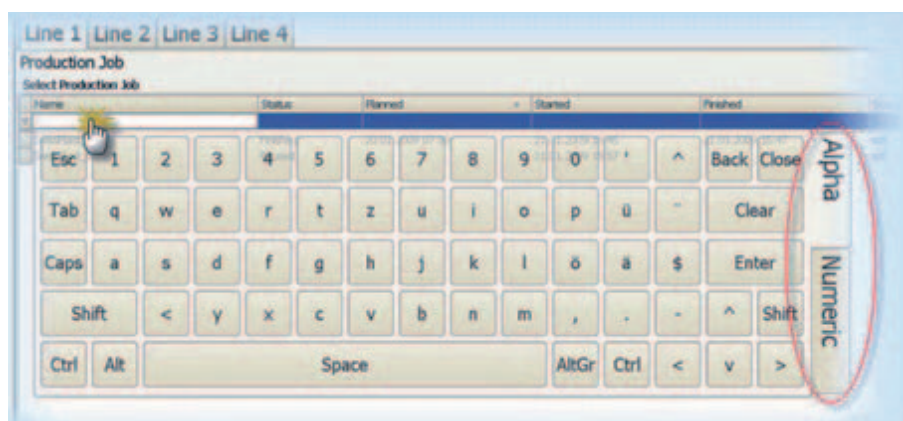 Line 1 Line 2 Line 3 Line 4
Production Job
Select Production Job
Name Status Planned Started Finished
Esc 1 2 3 4 5 6 7 8 9 0 ' ^ Back Close
Tab q w e r t z u i o p ü ¨ Clear
Caps a s d f g h j k l ö ä $ Enter
Shift < y x c v b n m , . - ^ Shift
Ctrl Alt Space AltGr Ctrl < v >
Alpha
Numeric